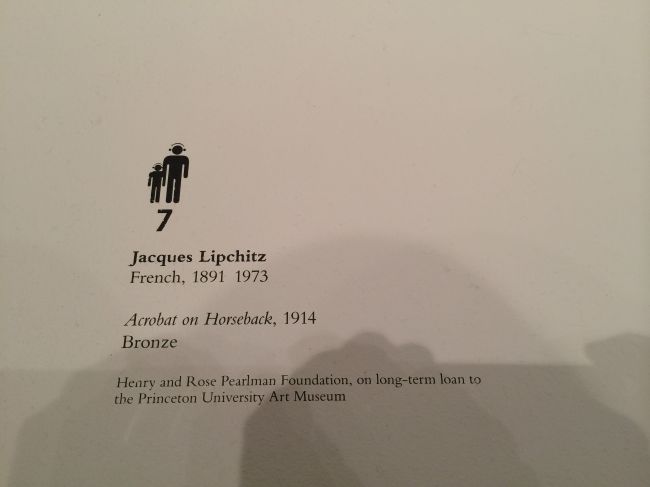 7
Jacques Lipchitz
French, 1891 1973
Acrobat on Horseback, 1914
Bronze
Henry and Rose Pearlman Foundation, on long-term loan to
the Princeton University Art Museum